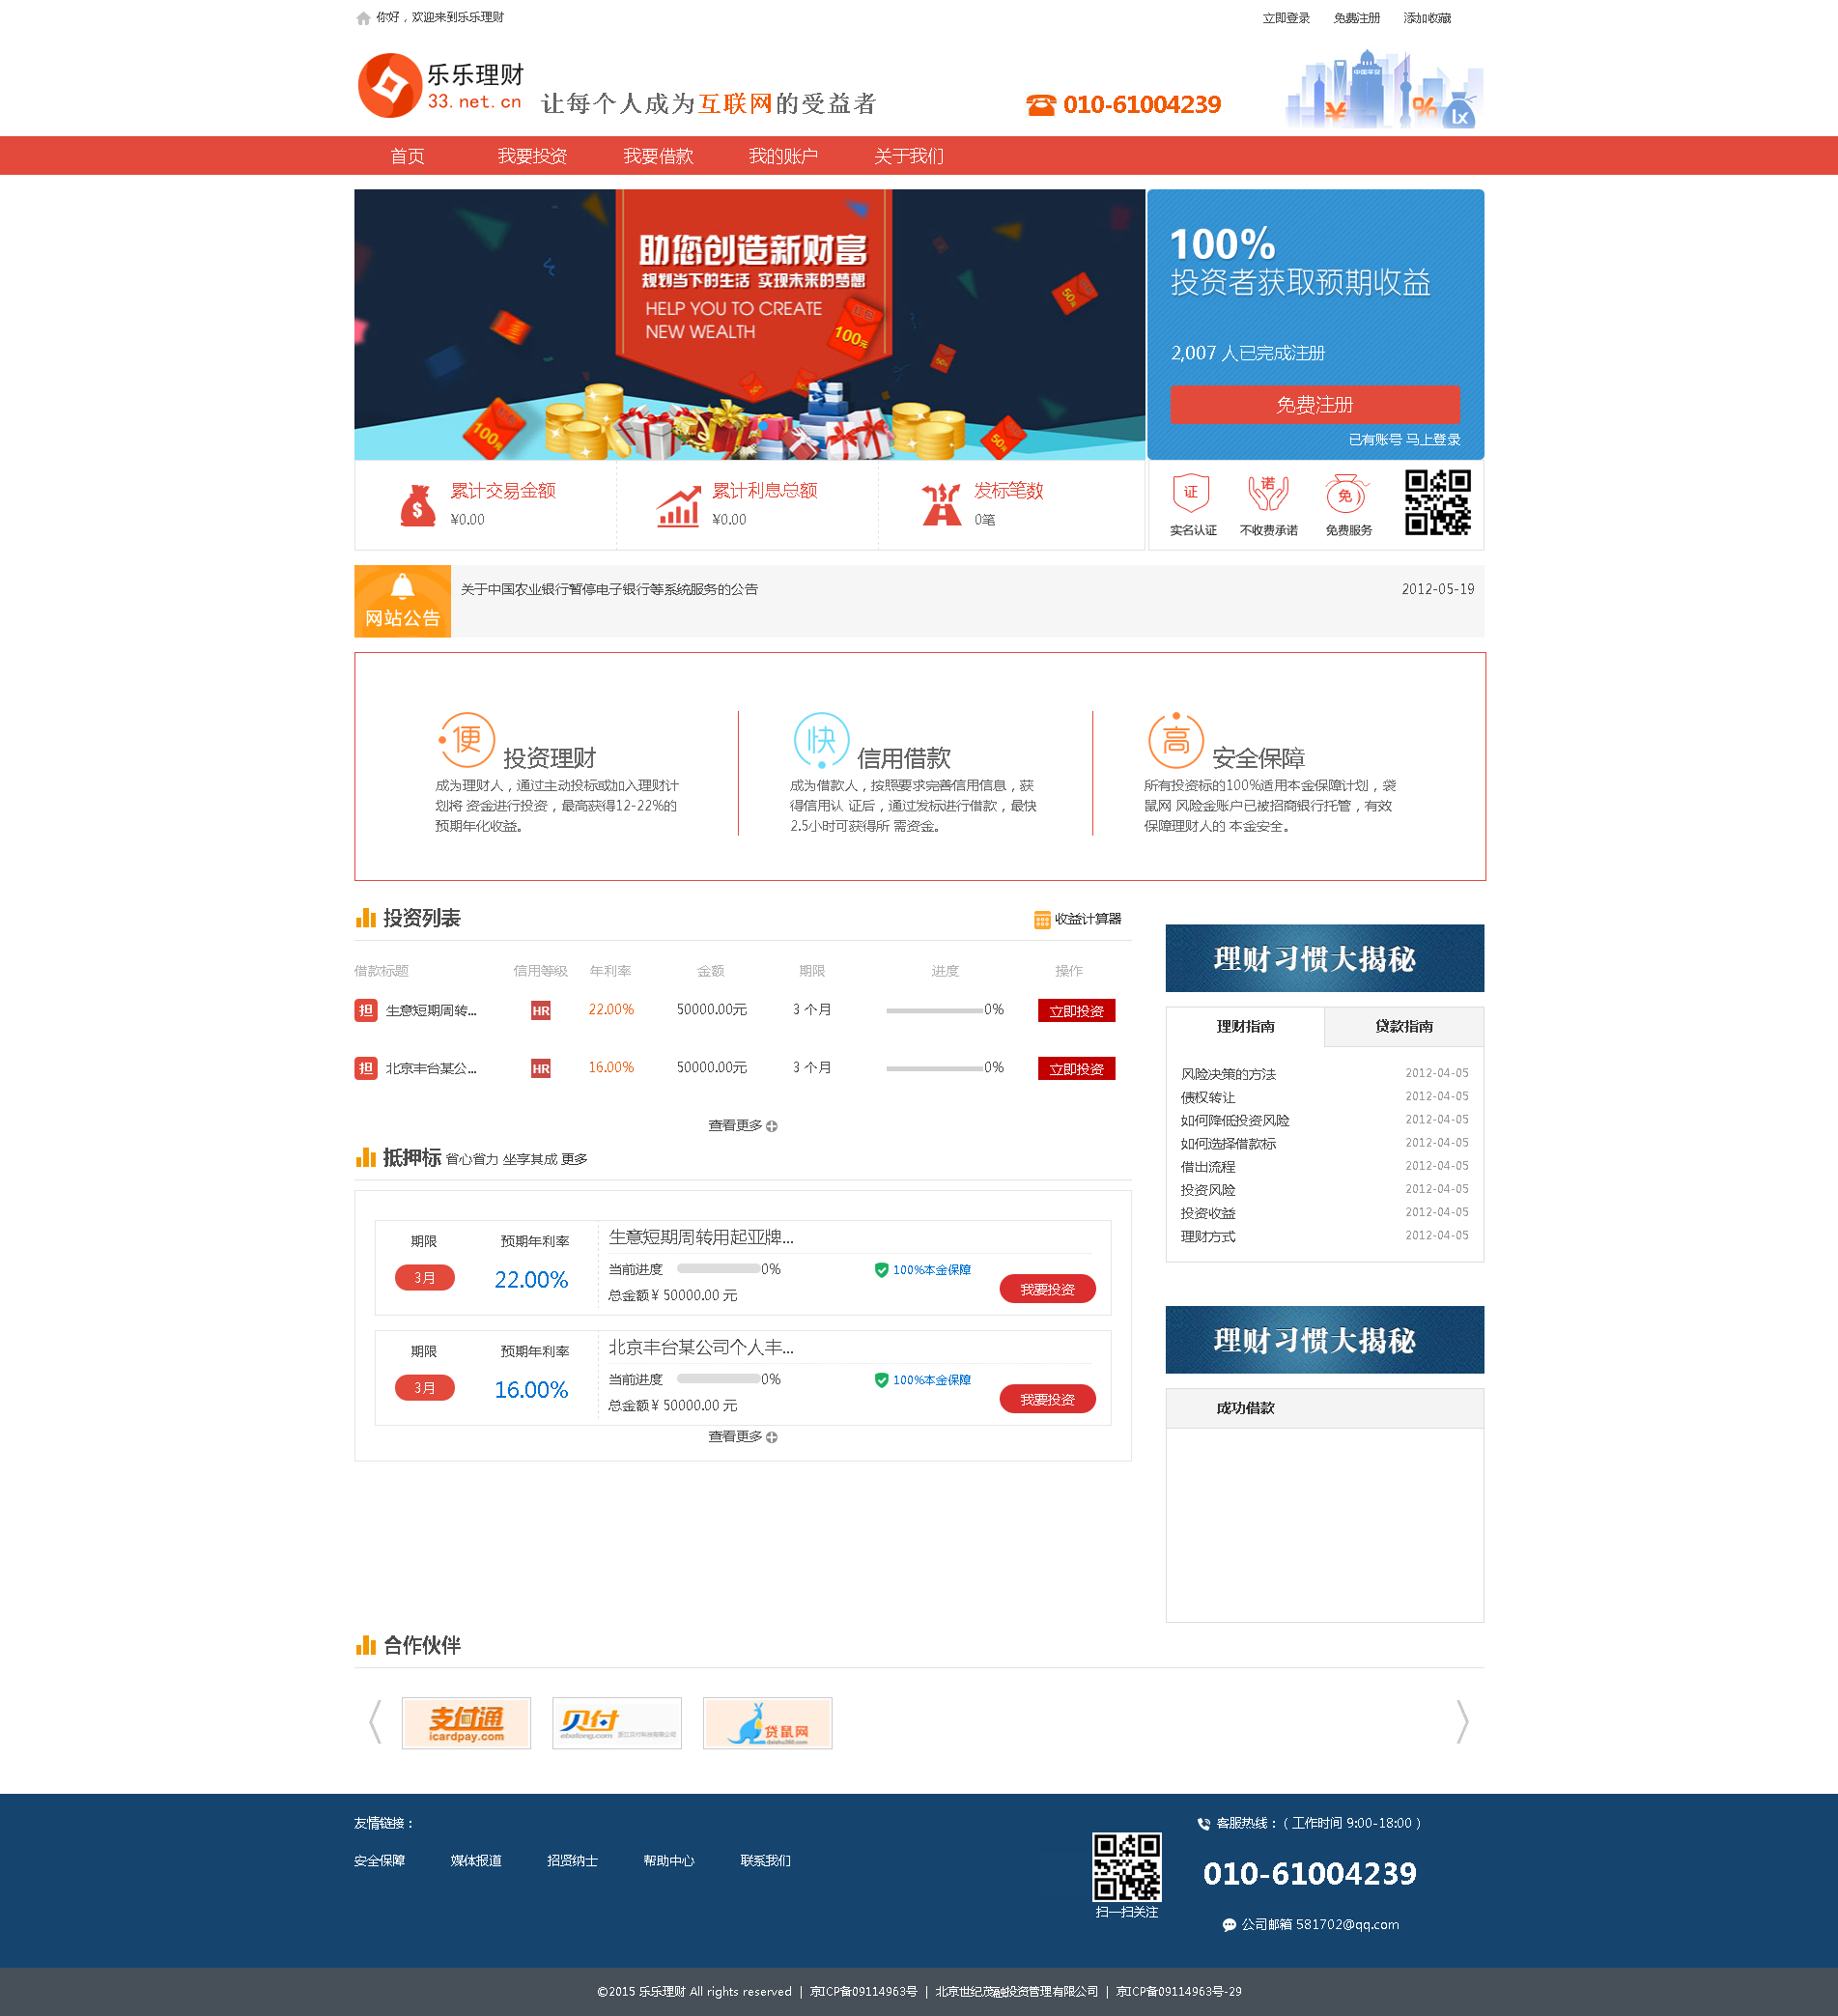 你好，欢迎来到乐乐理财
立即登录 免费注册 添加收藏
乐乐理财
33.net.cn
让每个人成为互联网的受益者
010-61004239
中国平安
lx
首页 我要投资 我要借款 我的账户 关于我们
助您创造新财富
规划当下的生活 实现未来的梦想
HELP YOU TO CREATE
NEW WEALTH
100元
50元
50元
100元
50元
100%
投资者获取预期收益
2,007 人已完成注册
免费注册
已有账号 马上登录
累计交易金额
¥0.00
累计利息总额
¥0.00
发标笔数
0笔
证 诺 免
实名认证 不收费承诺 免费服务
网站公告
关于中国农业银行暂停电子银行等系统服务的公告 2012-05-19
便 投资理财
成为理财人，通过主动投标或加入理财计
划将 资金进行投资，最高获得12-22%的
预期年化收益。
快 信用借款
成为借款人，按照要求完善信用信息，获
得信用认 证后，通过发标进行借款，最快
2.5小时可获得所 需资金。
高 安全保障
所有投资标的100%适用本金保障计划，袋
鼠网 风险金账户已被招商银行托管，有效
保障理财人的 本金安全。
投资列表 收益计算器
借款标题 信用等级 年利率 金额 期限 进度 操作
担 生意短期周转... HR 22.00% 50000.00元 3 个月 0% 立即投资
担 北京丰台某公... HR 16.00% 50000.00元 3 个月 0% 立即投资
查看更多
抵押标 省心省力 坐享其成 更多
期限 预期年利率 生意短期周转用起亚牌...
3月 22.00% 当前进度 0% 100%本金保障 我要投资
总金额¥ 50000.00 元
期限 预期年利率 北京丰台某公司个人丰...
3月 16.00% 当前进度 0% 100%本金保障 我要投资
总金额¥ 50000.00 元
查看更多
理财习惯大揭秘
理财指南 贷款指南
风险决策的方法 2012-04-05
债权转让 2012-04-05
如何降低投资风险 2012-04-05
如何选择借款标 2012-04-05
借出流程 2012-04-05
投资风险 2012-04-05
投资收益 2012-04-05
理财方式 2012-04-05
理财习惯大揭秘
成功借款
合作伙伴
支付通
icardpay.com
贝付
ebatong.com 浙江贝付科技有限公司
贷鼠网
daishu360.com
友情链接：
安全保障 媒体报道 招贤纳士 帮助中心 联系我们
扫一扫关注
客服热线：( 工作时间 9:00-18:00 )
010-61004239
公司邮箱 581702@qq.com
©2015 乐乐理财 All rights reserved | 京ICP备09114963号 | 北京世纪茂融投资管理有限公司 | 京ICP备09114963号-29